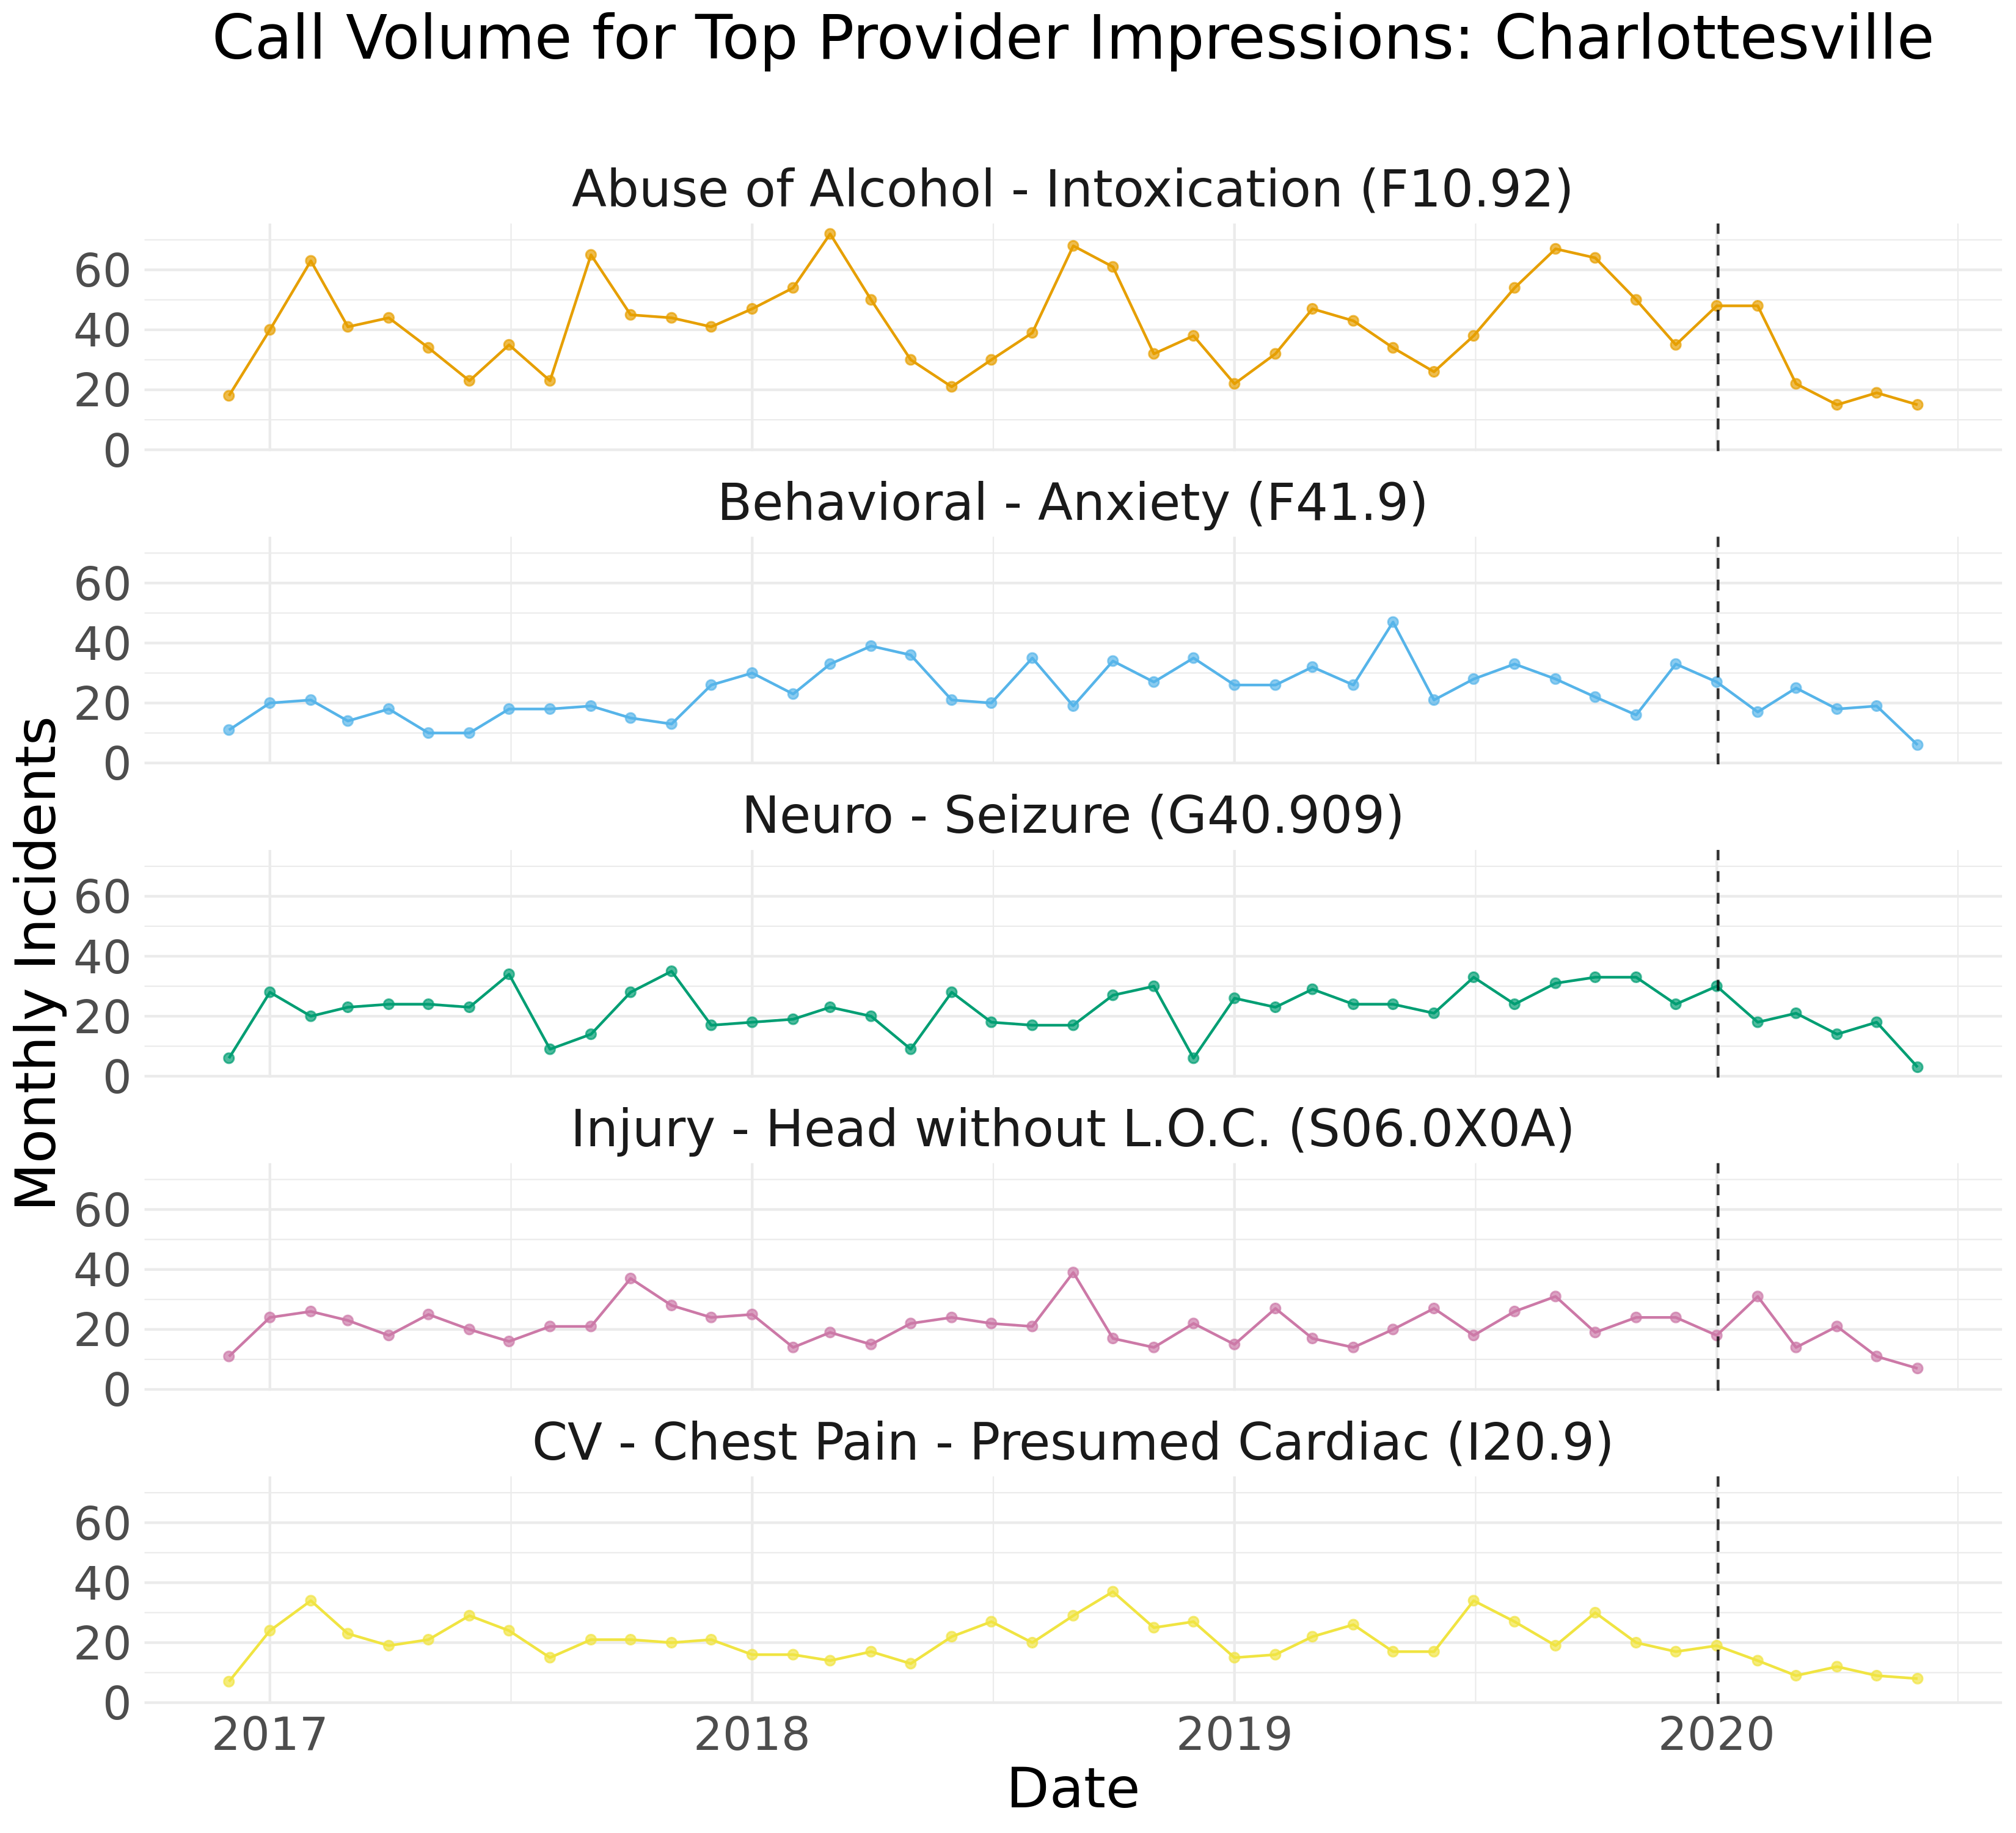 Call Volume for Top Provider Impressions: Charlottesville
Monthly Incidents
Abuse of Alcohol - Intoxication (F10.92)
60
40
20
0
Behavioral - Anxiety (F41.9)
60
40
20
0
Neuro - Seizure (G40.909)
60
40
20
0
Injury - Head without L.O.C. (S06.0X0A)
60
40
20
0
CV - Chest Pain - Presumed Cardiac (I20.9)
60
40
20
0
2017 2018 2019 2020
Date